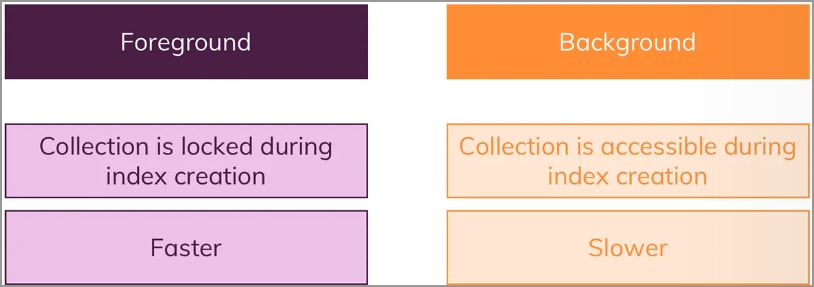 Foreground
Background
Collection is locked during
index creation
Collection is accessible during
index creation
Faster
Slower